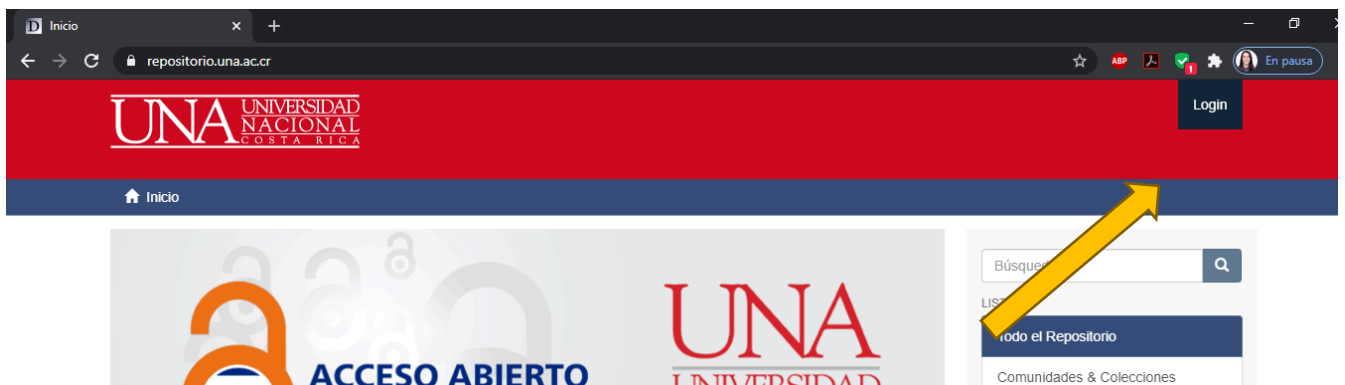 Inicio
repositorio.una.ac.cr
ABP
1
En pausa
UNA UNIVERSIDAD
NACIONAL
COSTA RICA
Login
Inicio
ACCESO ABIERTO
UNA
UNIVERSIDAD
Todo el Repositorio
Comunidades & Colecciones